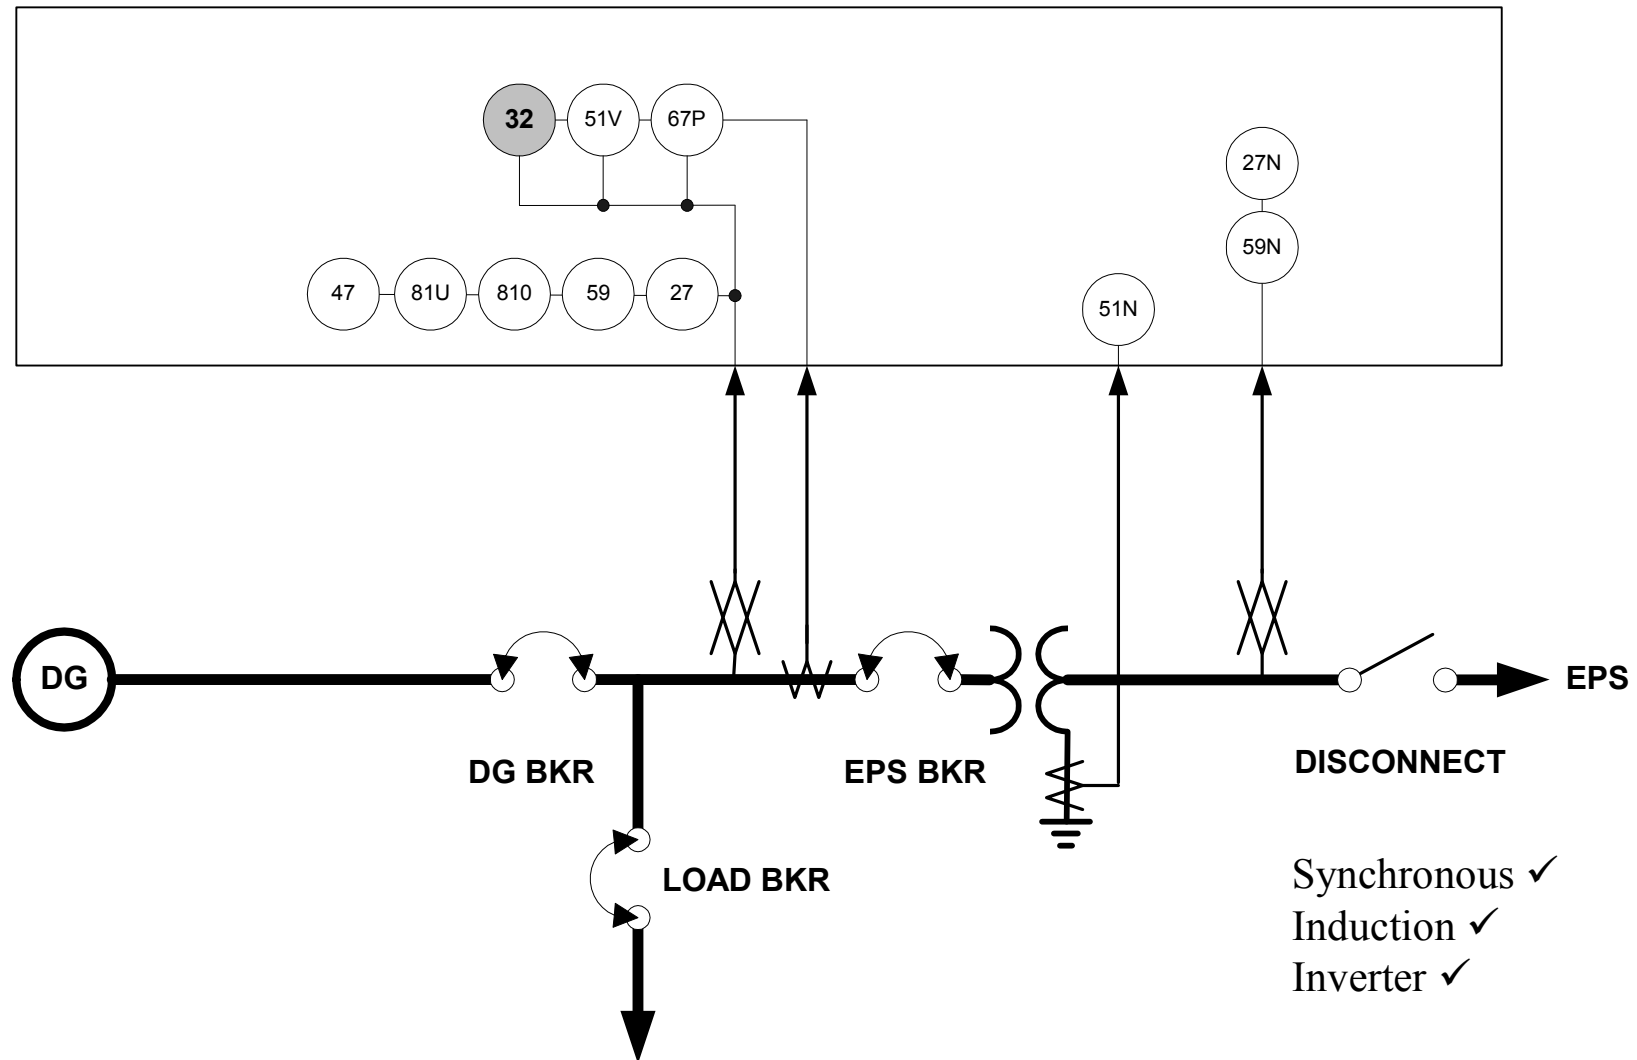 32
51V
67P
27N
59N
47
81U
810
59
27
51N
DG
EPS
DG BKR
EPS BKR
DISCONNECT
LOAD BKR
Synchronous ✓
Induction ✓
Inverter ✓